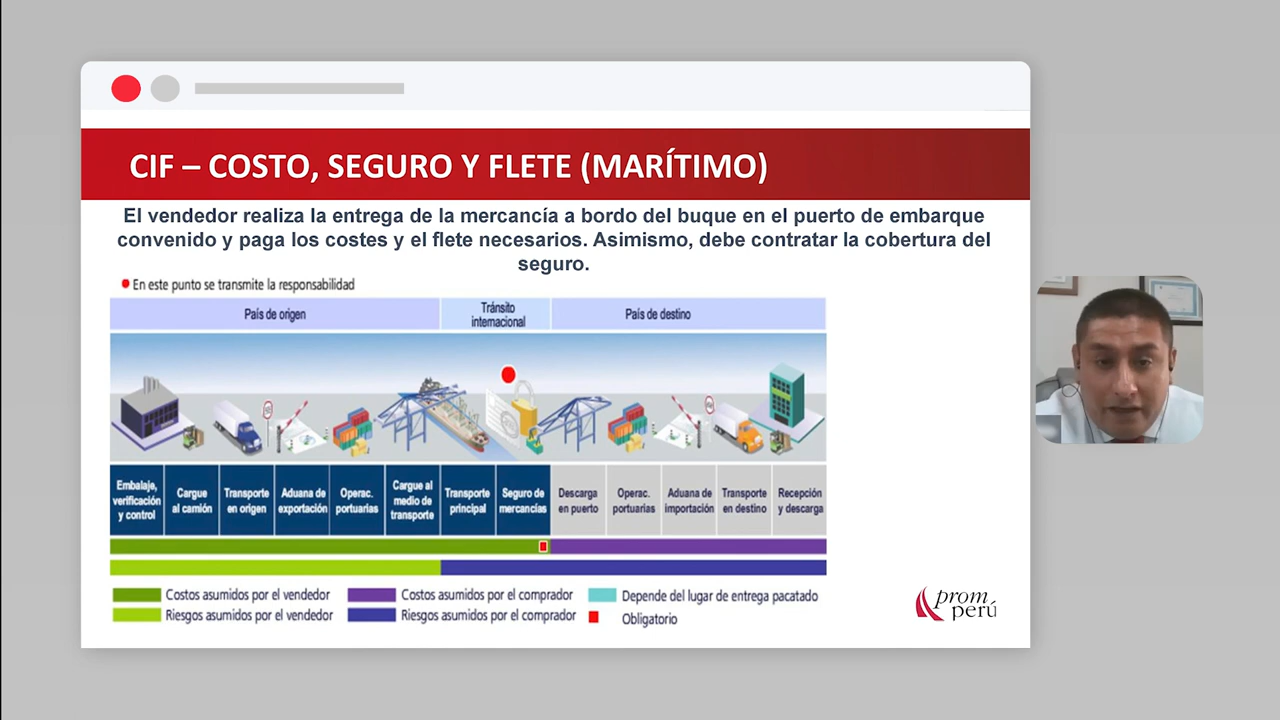 CIF – COSTO, SEGURO Y FLETE (MARÍTIMO)
El vendedor realiza la entrega de la mercancía a bordo del buque en el puerto de embarque
convenido y paga los costes y el flete necesarios. Asimismo, debe contratar la cobertura del
seguro.
En este punto se transmite la responsabilidad
País de origen
Tránsito
internacional
País de destino
Embalaje,
verificación
y control
Cargue
al camión
Transporte
en origen
Aduana de
exportación
Operac.
portuarias
Cargue al
medio de
transporte
Transporte
principal
Seguro de
mercancías
Descarga
en puerto
Operac.
portuarias
Aduana de
importación
Transporte
en destino
Recepción
y descarga
Costos asumidos por el vendedor
Costos asumidos por el comprador
Depende del lugar de entrega pacatado
Riesgos asumidos por el vendedor
Riesgos asumidos por el comprador
Obligatorio
prom
perú